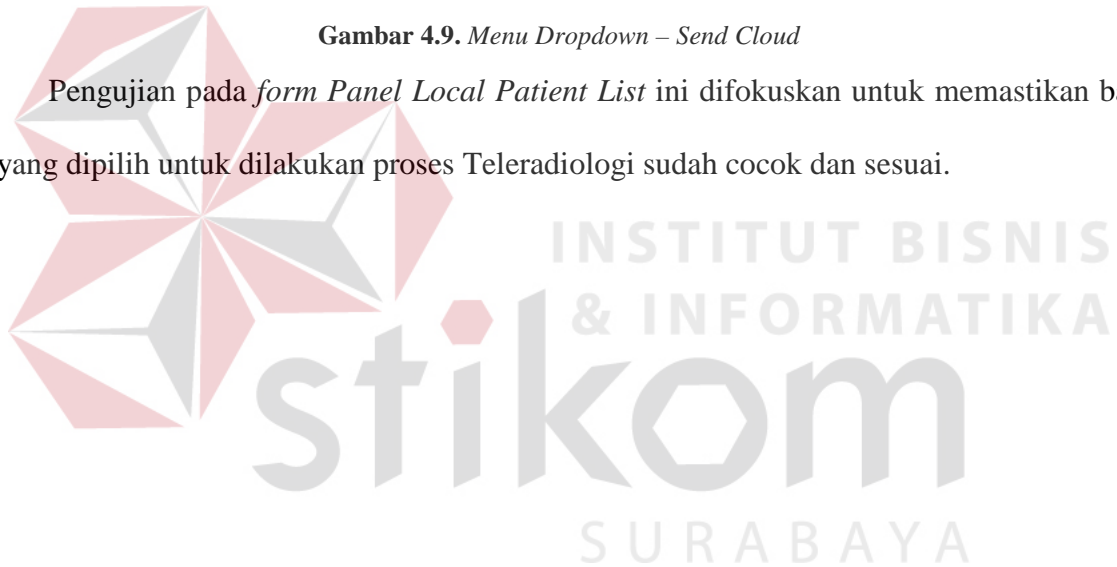 Gambar 4.9. Menu Dropdown – Send Cloud
Pengujian pada form Panel Local Patient List ini difokuskan untuk memastikan
yang dipilih untuk dilakukan proses Teleradiologi sudah cocok dan sesuai.
INSTITUT BISNIS
& INFORMATIKA
stikom
SURABAYA